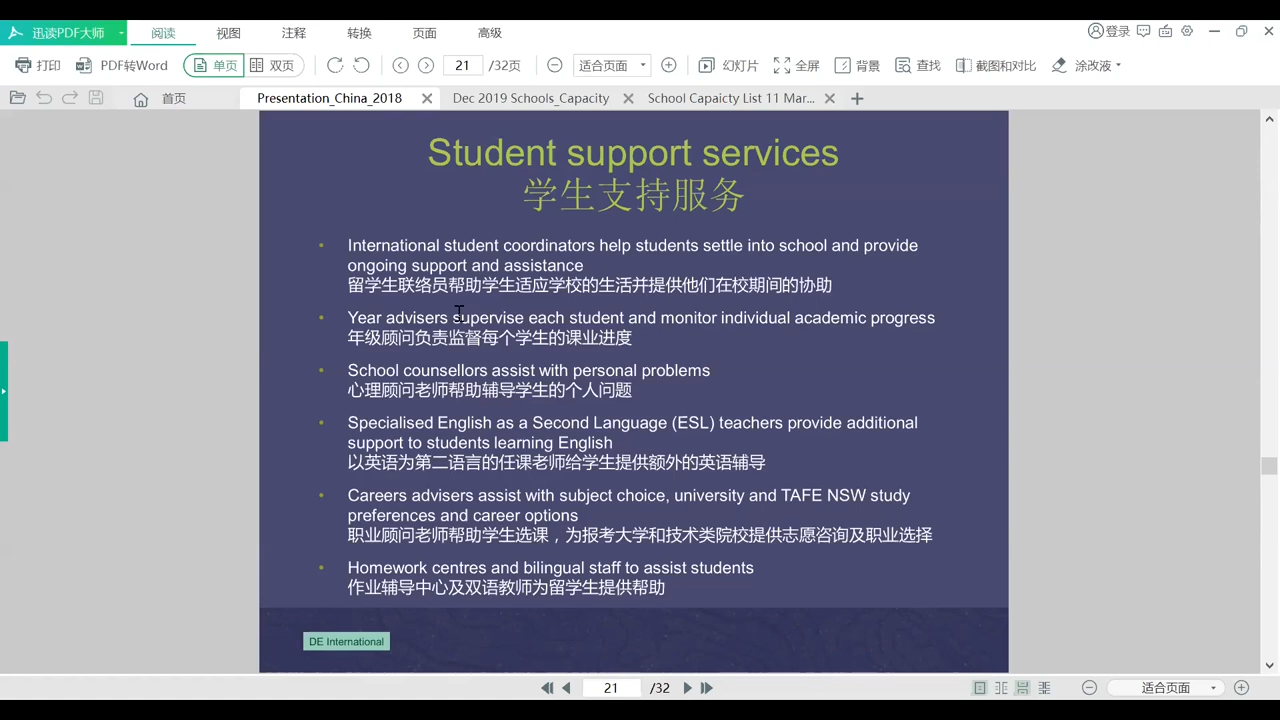 迅读PDF大师
阅读
视图
注释
转换
页面
高级
登录
打印
PDF转Word
单页
双页
21 /32页
适合页面
幻灯片
全屏
背景
查找
截图和对比
涂改液
首页
Presentation_China_2018
Dec 2019 Schools_Capacity
School Capaicty List 11 Mar...
Student support services
学生支持服务
• International student coordinators help students settle into school and provide
ongoing support and assistance
留学生联络员帮助学生适应学校的生活并提供他们在校期间的协助
• Year advisers supervise each student and monitor individual academic progress
年级顾问负责监督每个学生的课业进度
• School counsellors assist with personal problems
心理顾问老师帮助辅导学生的个人问题
• Specialised English as a Second Language (ESL) teachers provide additional
support to students learning English
以英语为第二语言的任课老师给学生提供额外的英语辅导
• Careers advisers assist with subject choice, university and TAFE NSW study
preferences and career options
职业顾问老师帮助学生选课，为报考大学和技术类院校提供志愿咨询及职业选择
• Homework centres and bilingual staff to assist students
作业辅导中心及双语教师为留学生提供帮助
DE International
21 /32
适合页面